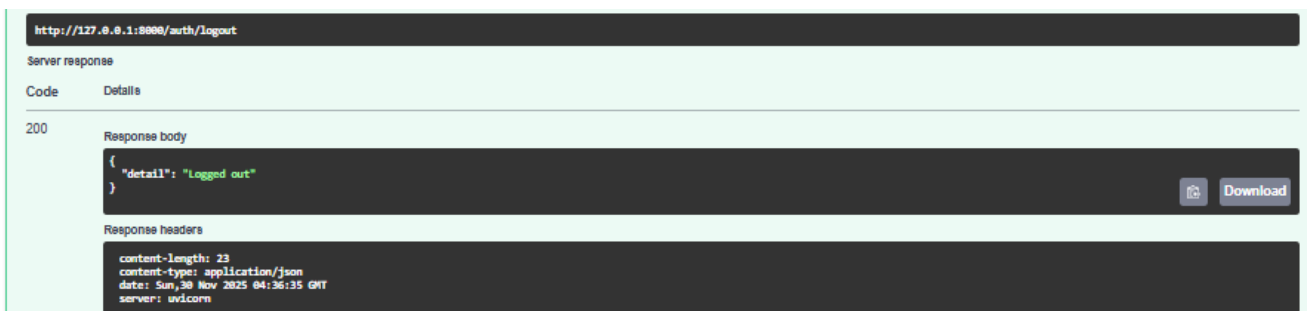 http://127.0.0.1:8000/auth/logout
Server response
Code Details
200
Response body
{
"detail": "Logged out"
}
Download
Response headers
content-length: 23
content-type: application/json
date: Sun,30 Nov 2025 04:36:35 GMT
server: uvicorn